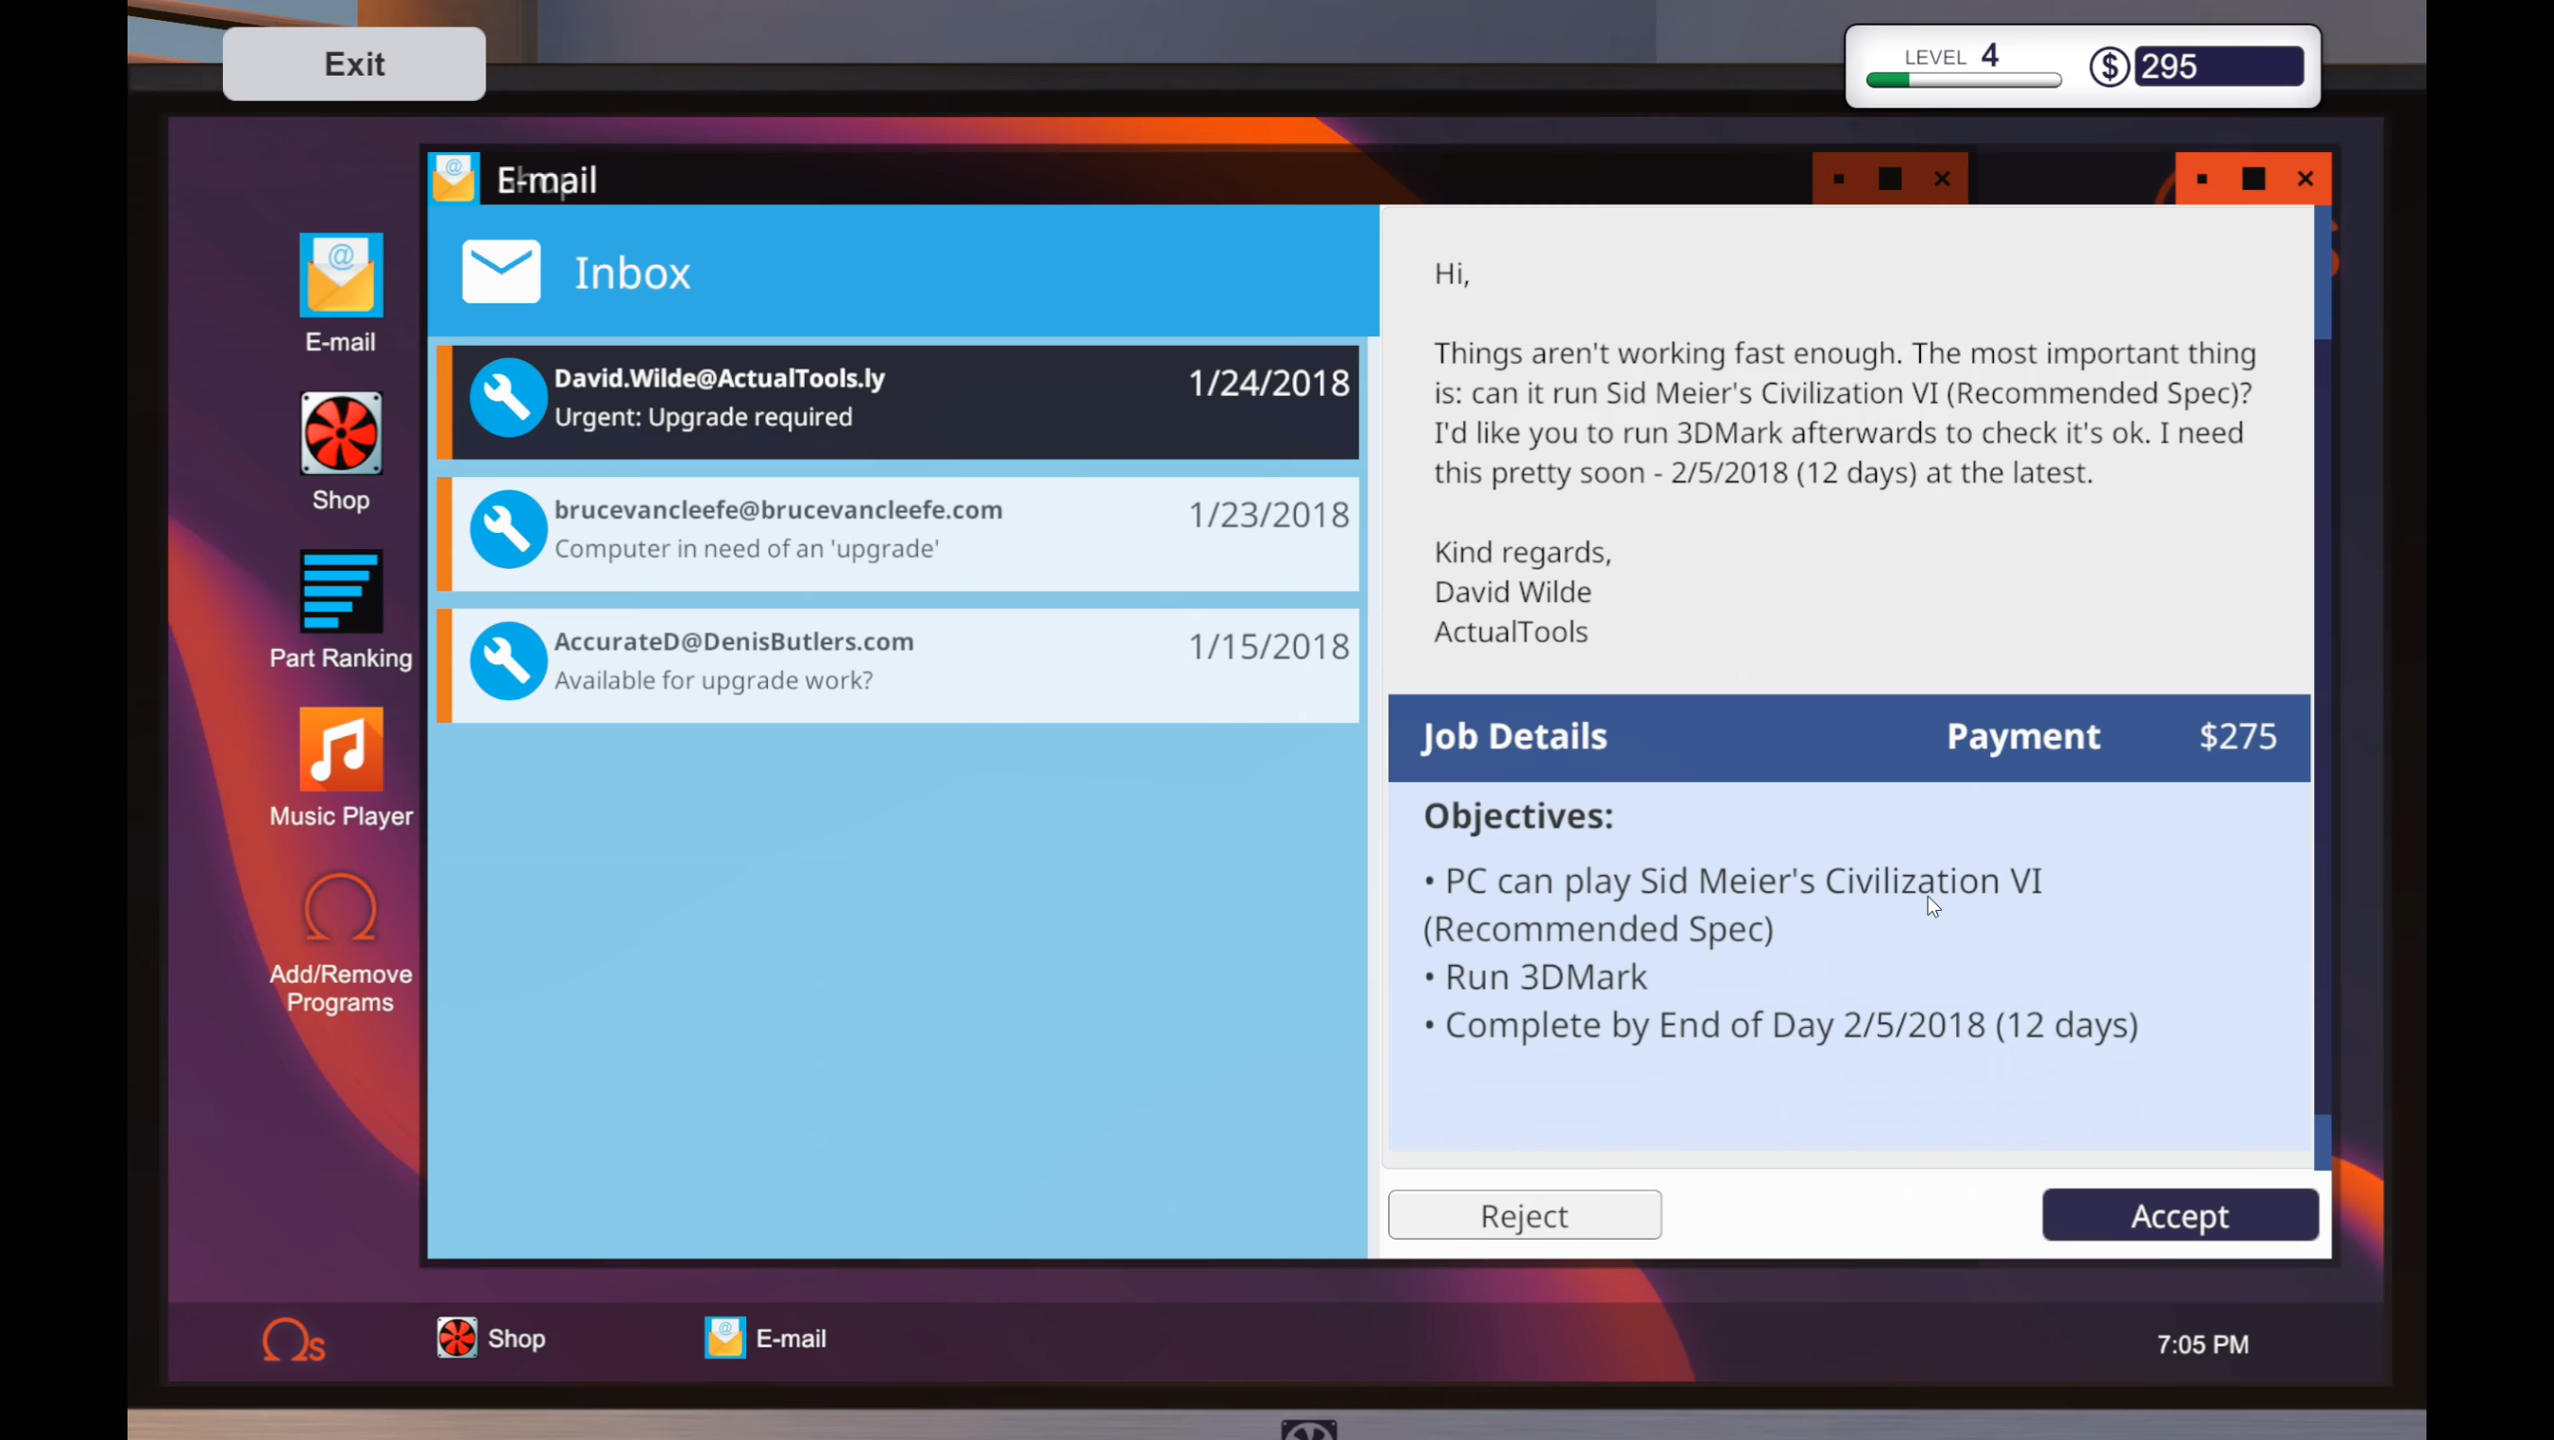 Exit
LEVEL 4
$ 295
E-mail
E-mail
Shop
Part Ranking
Music Player
Add/Remove
Programs
Inbox
David.Wilde@ActualTools.ly
1/24/2018
Urgent: Upgrade required
brucevancleefe@brucevancleefe.com
1/23/2018
Computer in need of an 'upgrade'
AccurateD@DenisButlers.com
1/15/2018
Available for upgrade work?
Hi,
Things aren't working fast enough. The most important thing
is: can it run Sid Meier's Civilization VI (Recommended Spec)?
I'd like you to run 3DMark afterwards to check it's ok. I need
this pretty soon - 2/5/2018 (12 days) at the latest.
Kind regards,
David Wilde
ActualTools
Job Details
Payment
$275
Objectives:
• PC can play Sid Meier's Civilization VI
(Recommended Spec)
• Run 3DMark
• Complete by End of Day 2/5/2018 (12 days)
Reject
Accept
Ωs
Shop
E-mail
7:05 PM